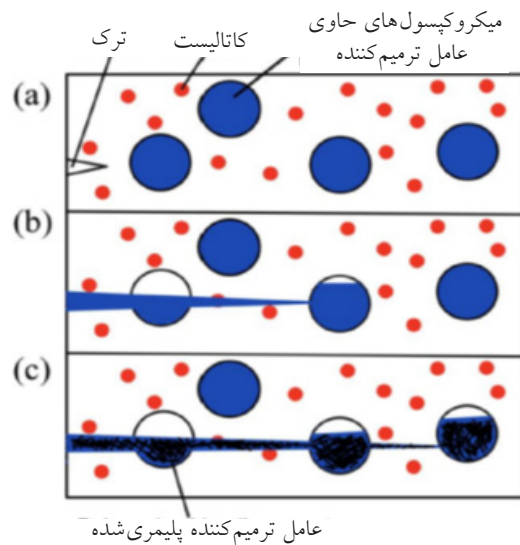 میکروکپسول‌های حاوی
عامل ترمیم‌کننده
کاتالیست
ترک
(a)
(b)
(c)
عامل ترمیم‌کننده پلیمری‌شده